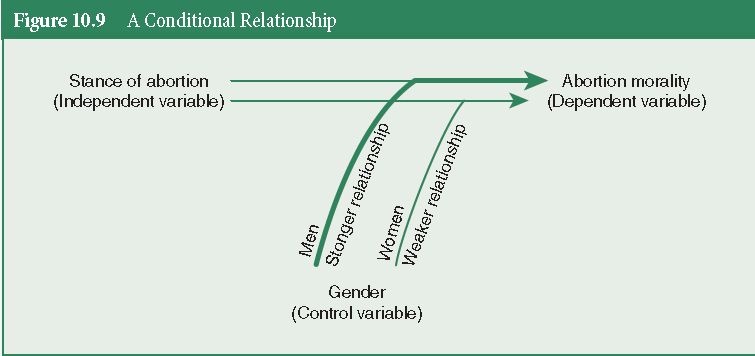 Figure 10.9 A Conditional Relationship
Stance of abortion
(Independent variable)
Abortion morality
(Dependent variable)
Men
Stonger relationship
Women
Weaker relationship
Gender
(Control variable)